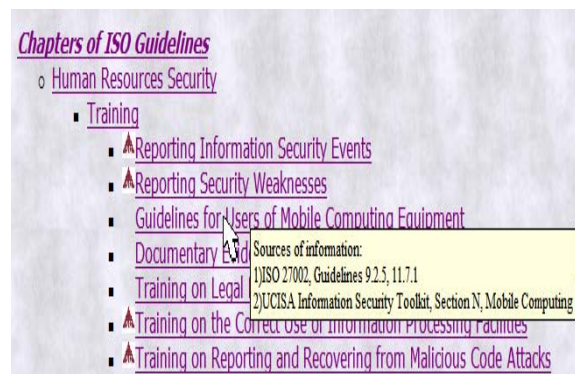 Chapters of ISO Guidelines
Human Resources Security
Training
Reporting Information Security Events
Reporting Security Weaknesses
Guidelines for Users of Mobile Computing Equipment
Documentary
Sources of information:
1)ISO 27002, Guidelines 9.2.5, 11.7.1
Training on Legal
2)UCISA Information Security Toolkit, Section N, Mobile Computing
Training on the Correct Use of Information Processing Facilities
Training on Reporting and Recovering from Malicious Code Attacks